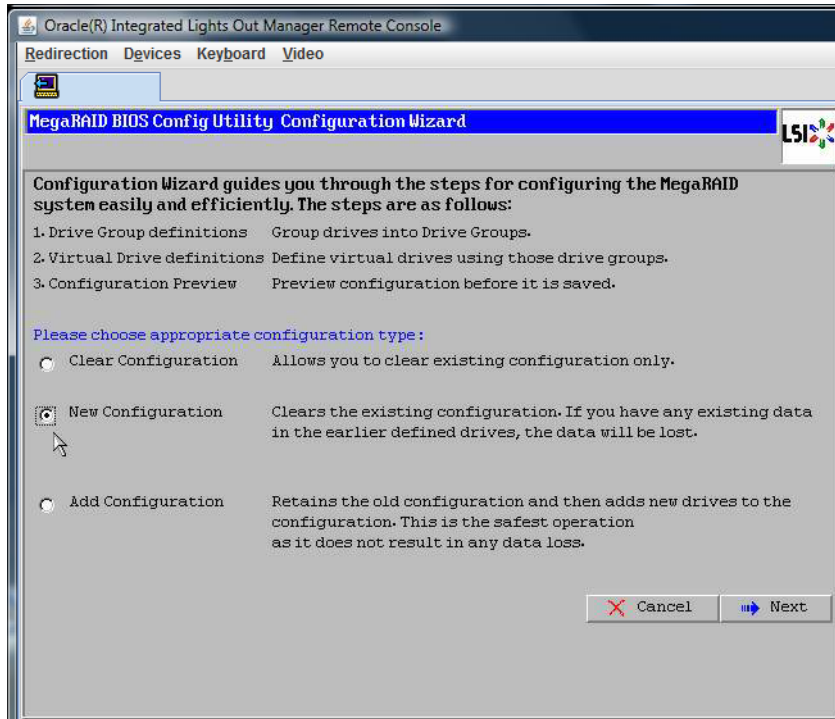 Oracle(R) Integrated Lights Out Manager Remote Console
Redirection Devices Keyboard Video
MegaRAID BIOS Config Utility Configuration Wizard
LSI
Configuration Wizard guides you through the steps for configuring the MegaRAID
system easily and efficiently. The steps are as follows:
1. Drive Group definitions Group drives into Drive Groups.
2. Virtual Drive definitions Define virtual drives using those drive groups.
3. Configuration Preview Preview configuration before it is saved.
Please choose appropriate configuration type:
Clear Configuration Allows you to clear existing configuration only.
New Configuration Clears the existing configuration. If you have any existing data
in the earlier defined drives, the data will be lost.
Add Configuration Retains the old configuration and then adds new drives to the
configuration. This is the safest operation
as it does not result in any data loss.
Cancel Next